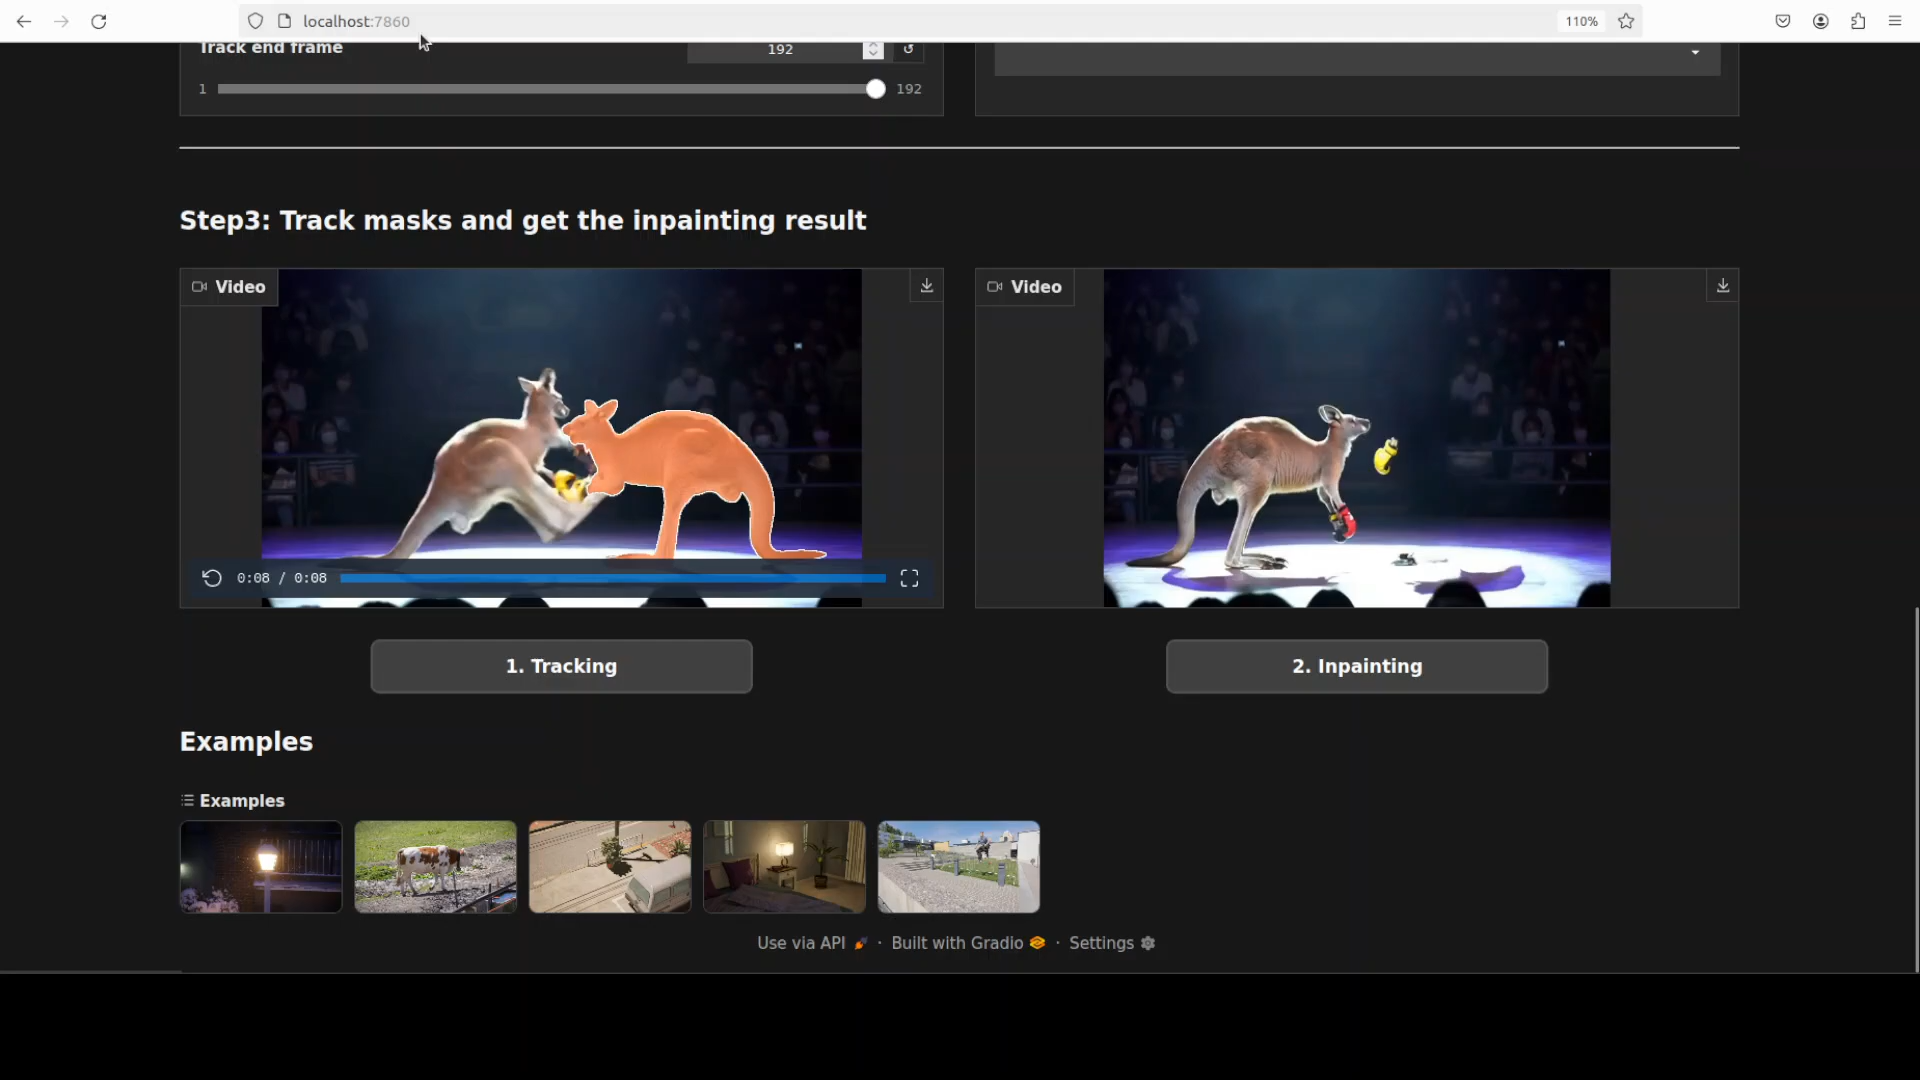 localhost:7860
110%
Track end frame
192
1
192
Step3: Track masks and get the inpainting result
Video
Video
0:08 / 0:08
1. Tracking
2. Inpainting
Examples
Examples
Use via API · Built with Gradio · Settings